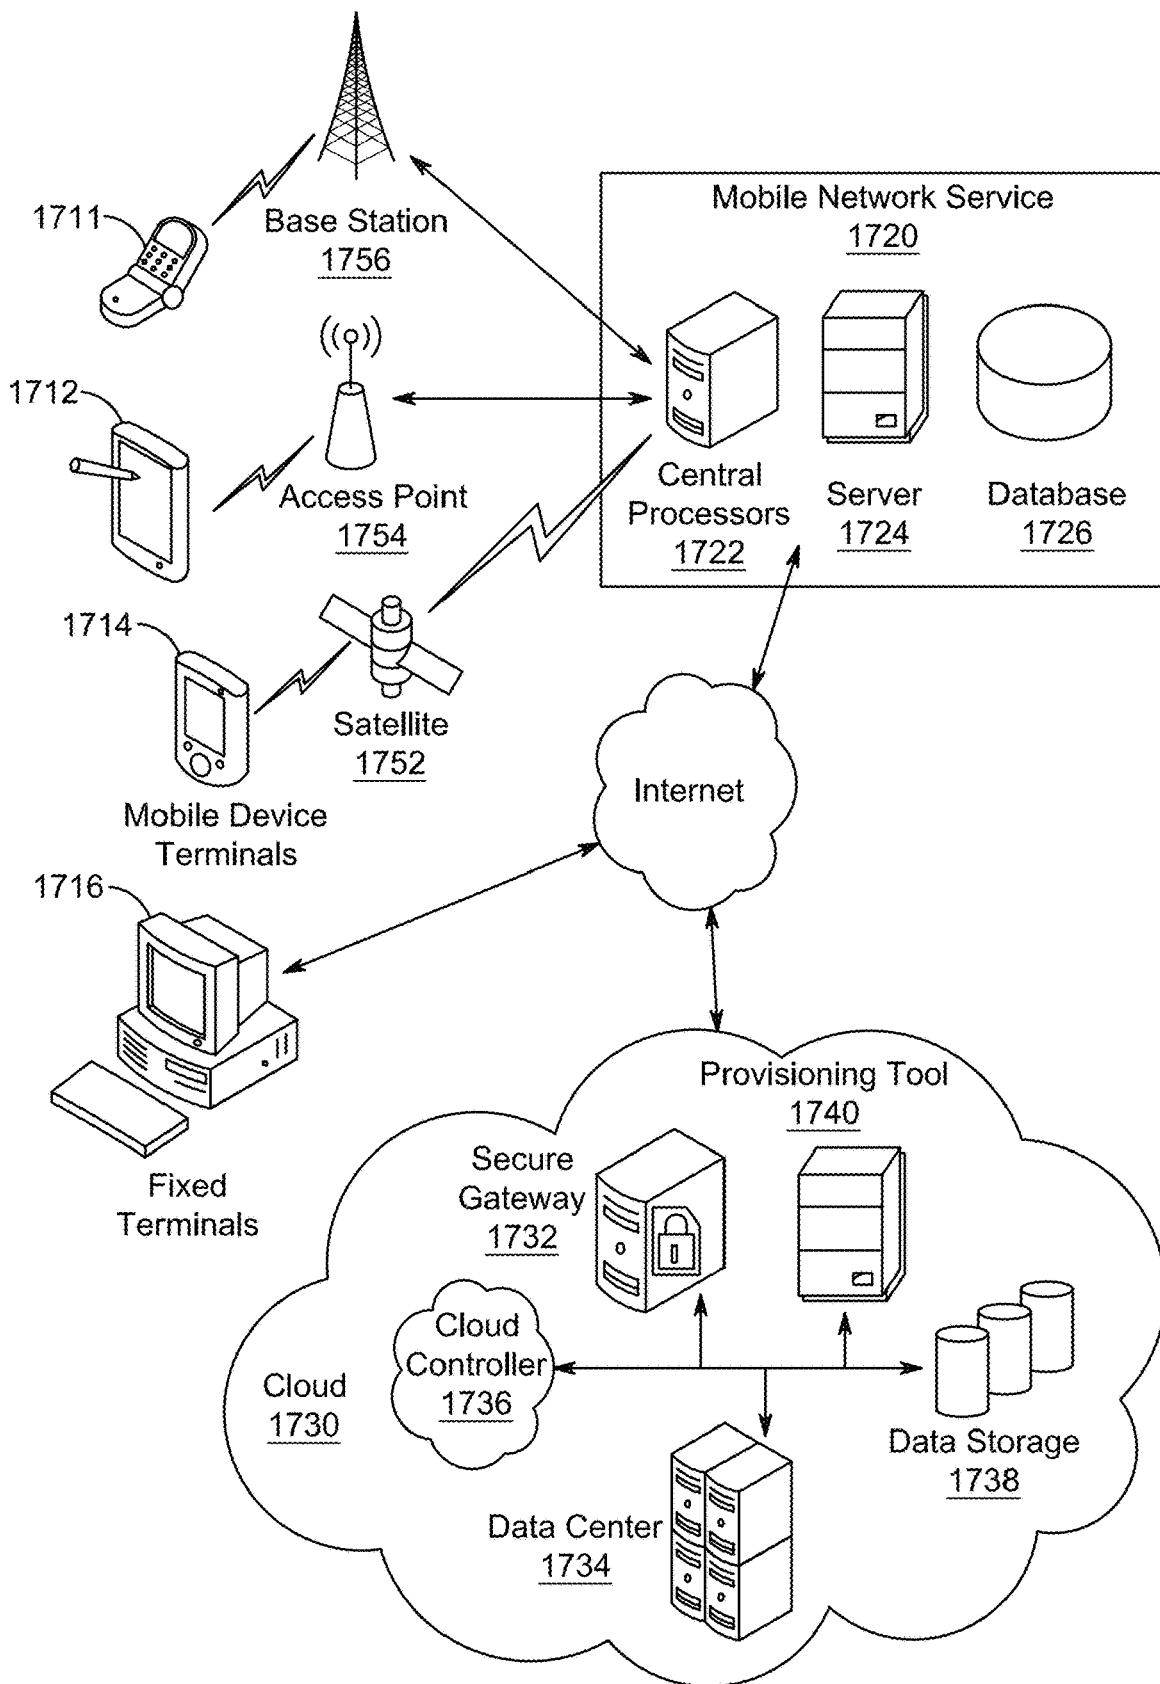 1711
Base Station
1756
Mobile Network Service
1720
1712
Access Point
1754
Central
Processors
1722
Server
1724
Database
1726
1714
Satellite
1752
Mobile Device
Terminals
Internet
1716
Fixed
Terminals
Provisioning Tool
1740
Secure
Gateway
1732
Cloud
Controller
1736
Cloud
1730
Data Storage
1738
Data Center
1734